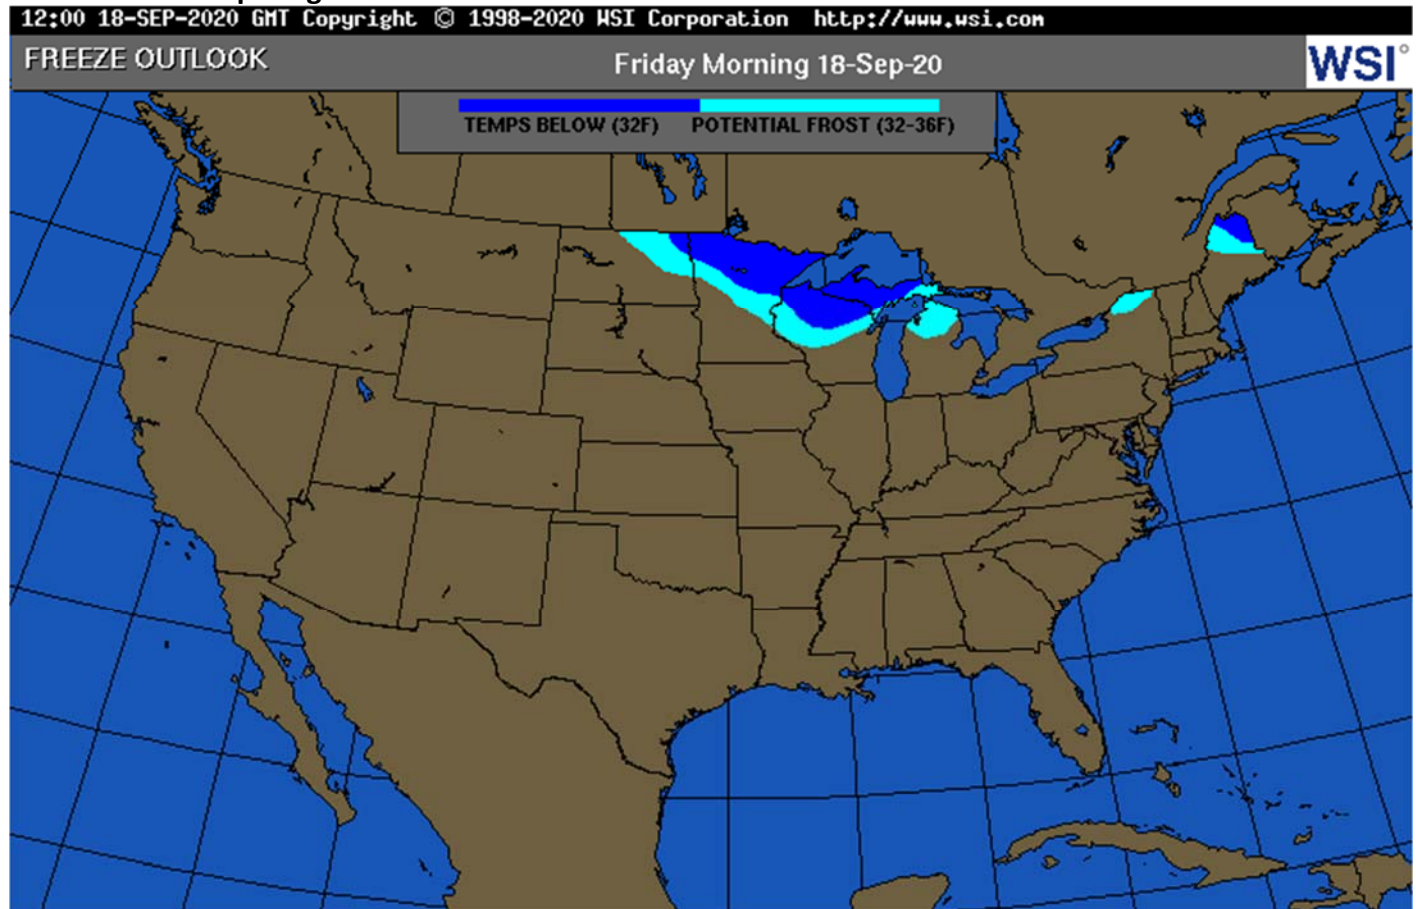 12:00 18-SEP-2020 GMT Copyright © 1998-2020 WSI Corporation http://www.wsi.com
FREEZE OUTLOOK
Friday Morning 18-Sep-20
WSI°
TEMPS BELOW (32F)
POTENTIAL FROST (32-36F)